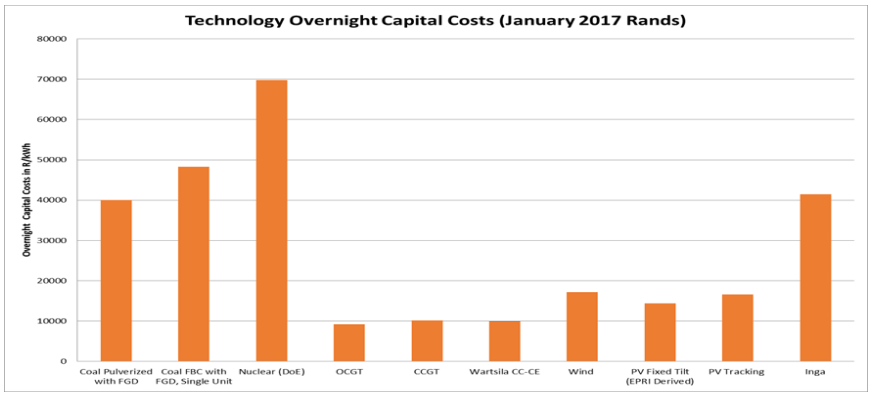 Technology Overnight Capital Costs (January 2017 Rands)
80000
70000
60000
50000
40000
30000
20000
10000
0
Overnight Capital Costs in R/kWh
Coal Pulverized
with FGD
Coal FBC with
FGD, Single Unit
Nuclear (DoE)
OCGT
CCGT
Wartsila CC-CE
Wind
PV Fixed Tilt
(EPRI Derived)
PV Tracking
Inga